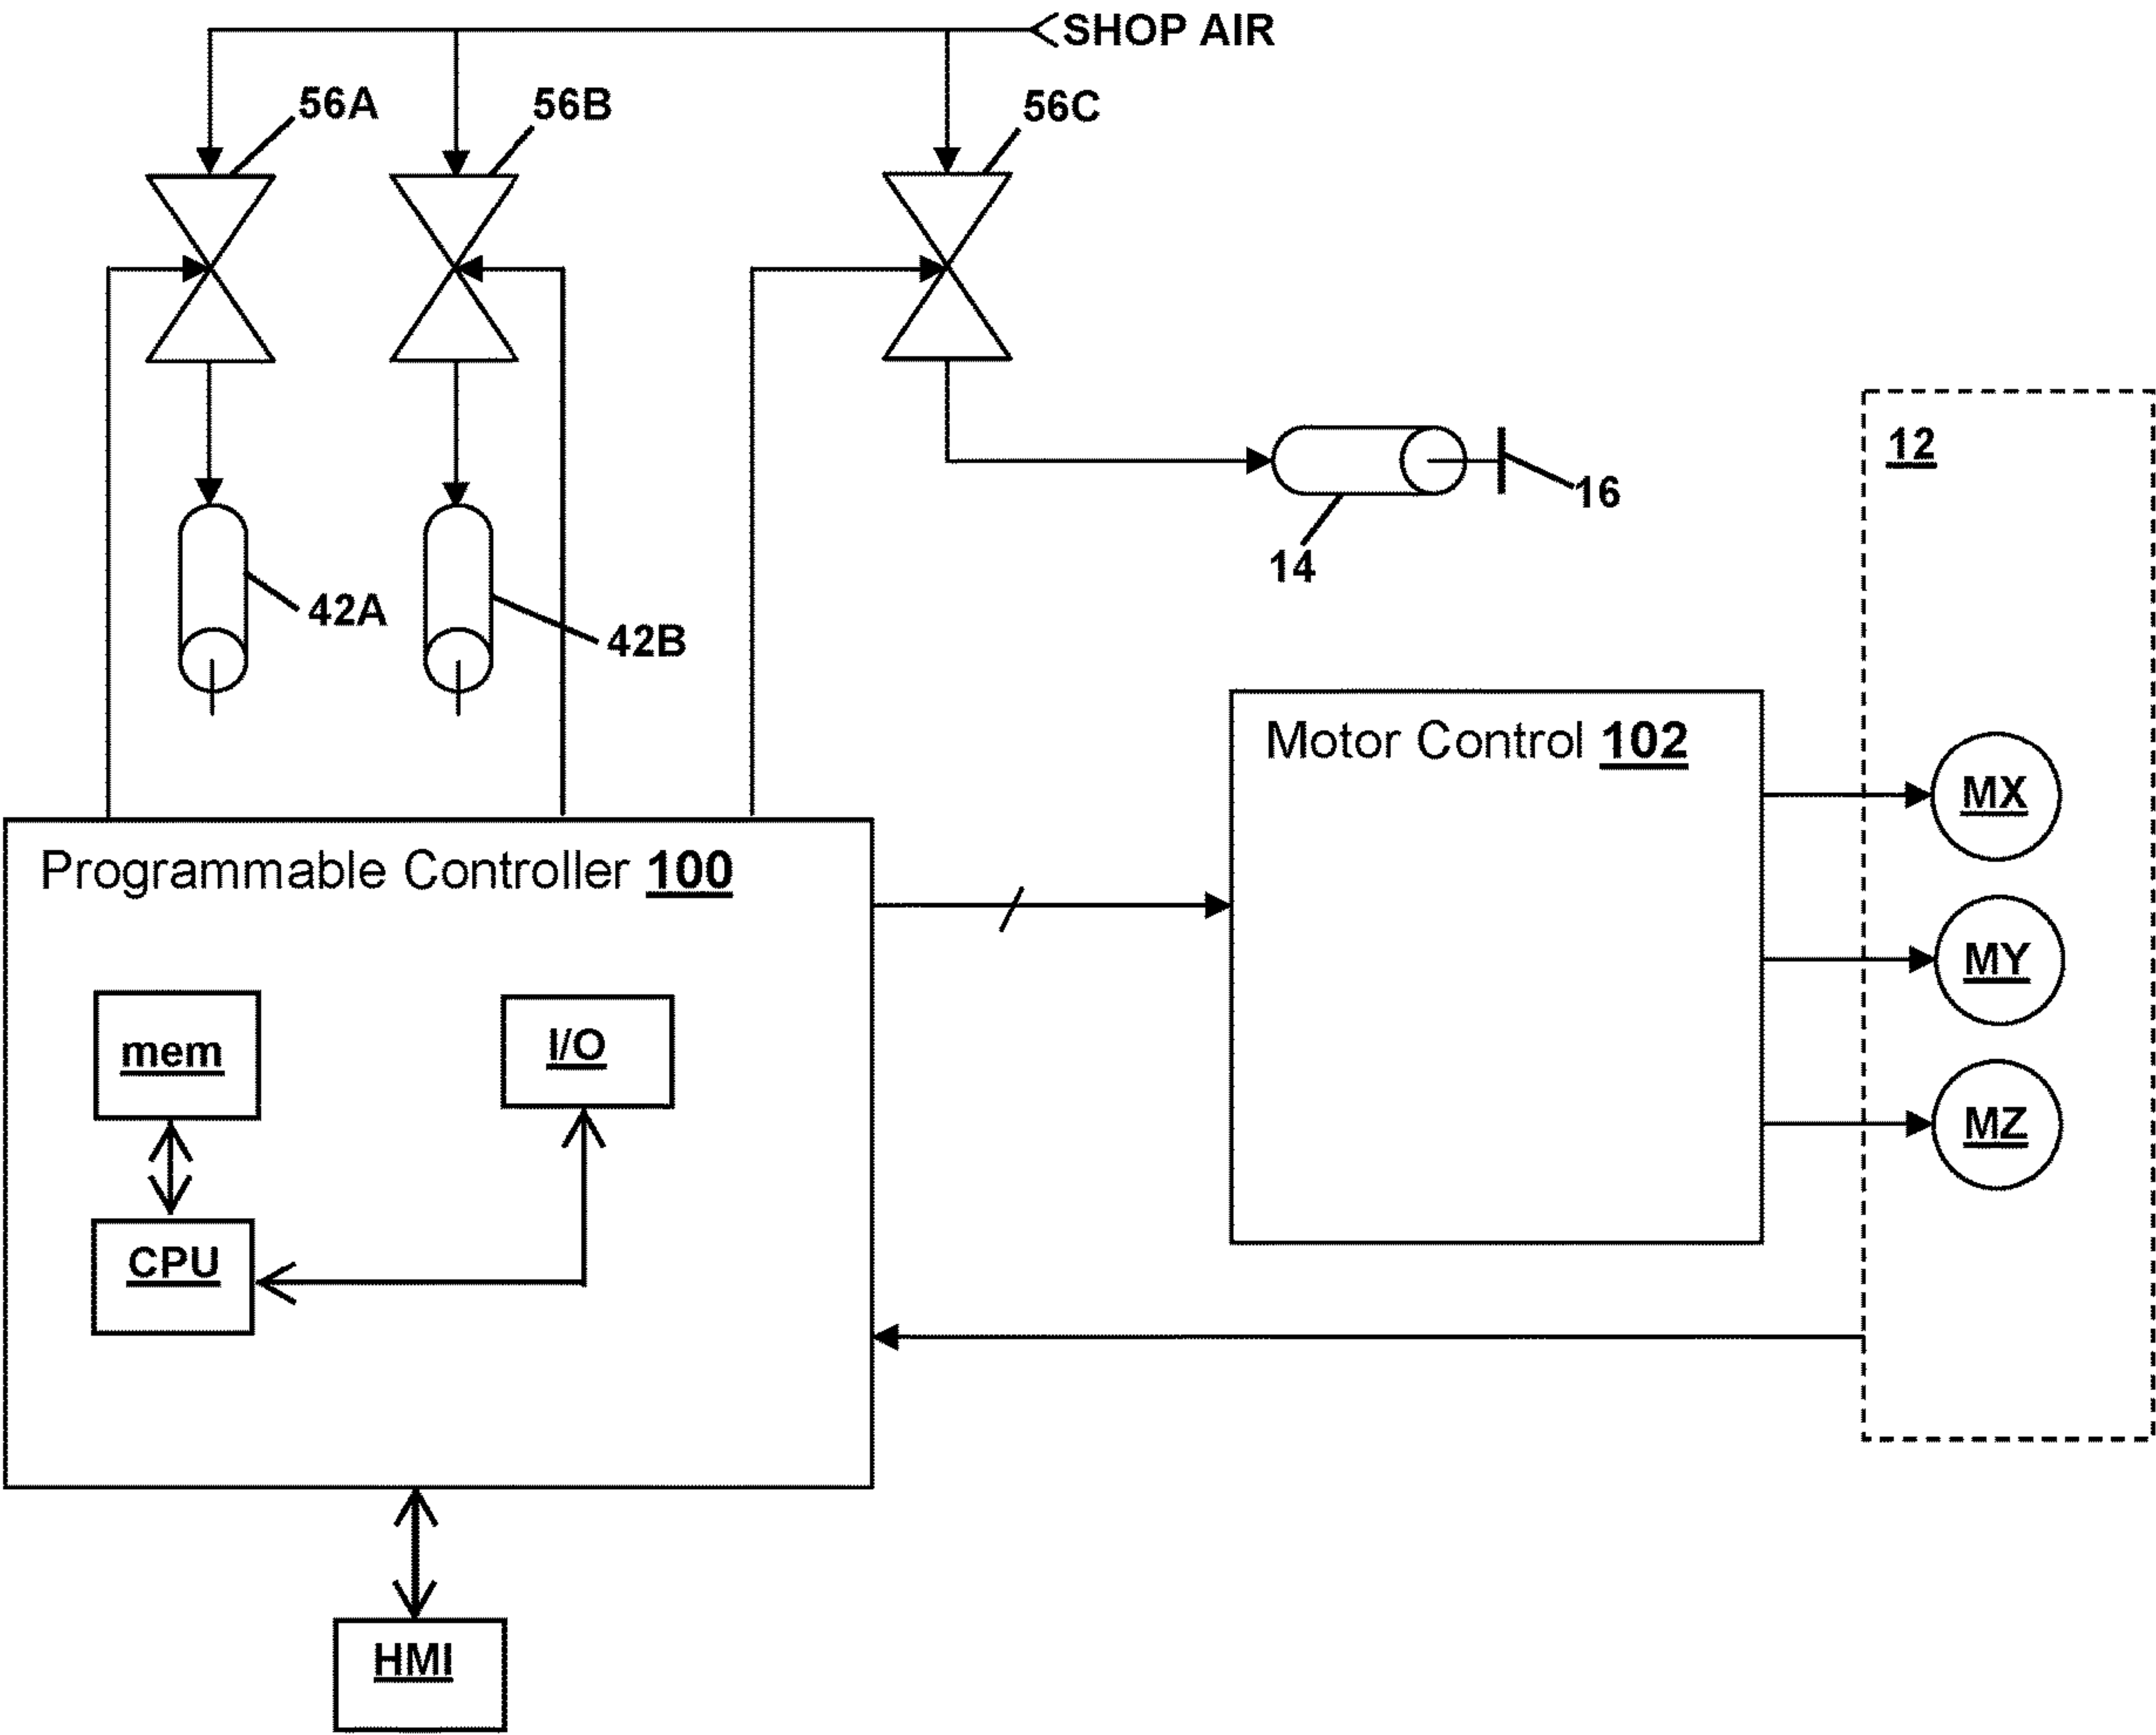 SHOP AIR
56A
56B
56C
12
16
14
42A
42B
Motor Control 102
MX
Programmable Controller 100
MY
I/O
mem
MZ
CPU
HMI